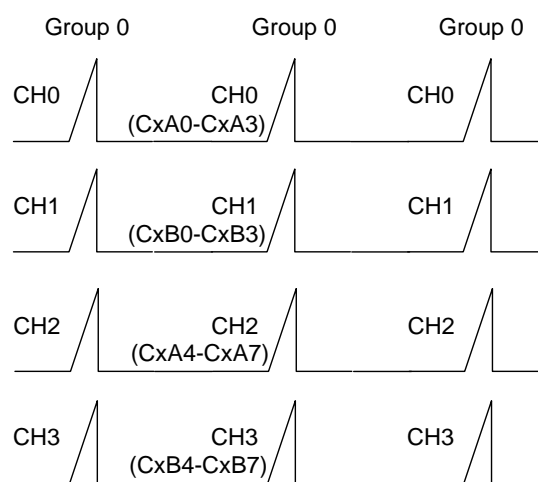 Group 0 Group 0 Group 0
CH0 CH0 CH0
(CxA0-CxA3)
CH1 CH1 CH1
(CxB0-CxB3)
CH2 CH2 CH2
(CxA4-CxA7)
CH3 CH3 CH3
(CxB4-CxB7)